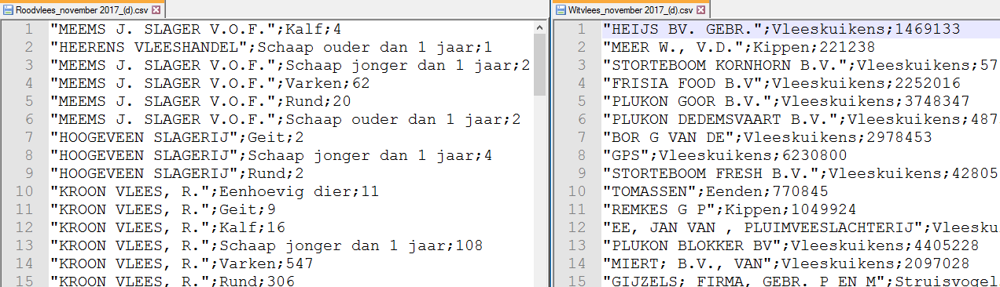 Roodvlees_november 2017_(d).csv
1 "MEEMS J. SLAGER V.O.F.";Kalf;4
2 "HEERENS VLEESHANDEL";Schaap ouder dan 1 jaar;1
3 "MEEMS J. SLAGER V.O.F.";Schaap jonger dan 1 jaar;2
4 "MEEMS J. SLAGER V.O.F.";Varken;62
5 "MEEMS J. SLAGER V.O.F.";Rund;20
6 "MEEMS J. SLAGER V.O.F.";Schaap ouder dan 1 jaar;2
7 "HOOGEVEEN SLAGERIJ";Geit;2
8 "HOOGEVEEN SLAGERIJ";Schaap jonger dan 1 jaar;4
9 "HOOGEVEEN SLAGERIJ";Rund;2
10 "KROON VLEES, R.";Eenhoevig dier;11
11 "KROON VLEES, R.";Geit;9
12 "KROON VLEES, R.";Kalf;16
13 "KROON VLEES, R.";Schaap jonger dan 1 jaar;108
14 "KROON VLEES, R.";Varken;547
15 "KROON VLEES, R.";Rund;306
Witvlees_november 2017_(d).csv
1 "HEIJS BV. GEBR.";Vleeskuikens;1469133
2 "MEER W., V.D.";Kippen;221238
3 "STORTEBOOM KORNHORN B.V.";Vleeskuikens;57
4 "FRISIA FOOD B.V";Vleeskuikens;2252016
5 "PLUKON GOOR B.V.";Vleeskuikens;3748347
6 "PLUKON DEDEMSVAART B.V.";Vleeskuikens;487
7 "BOR G VAN DE";Vleeskuikens;2978453
8 "GPS";Vleeskuikens;6230800
9 "STORTEBOOM FRESH B.V.";Vleeskuikens;42805
10 "TOMASSEN";Eenden;770845
11 "REMKES G P";Kippen;1049924
12 "EE, JAN VAN , PLUIMVEESLACHTERIJ";Vleesku
13 "PLUKON BLOKKER BV";Vleeskuikens;4405228
14 "MIERT; B.V., VAN";Vleeskuikens;2097028
15 "GIJZELS; FIRMA, GEBR. P EN M";Struisvogel